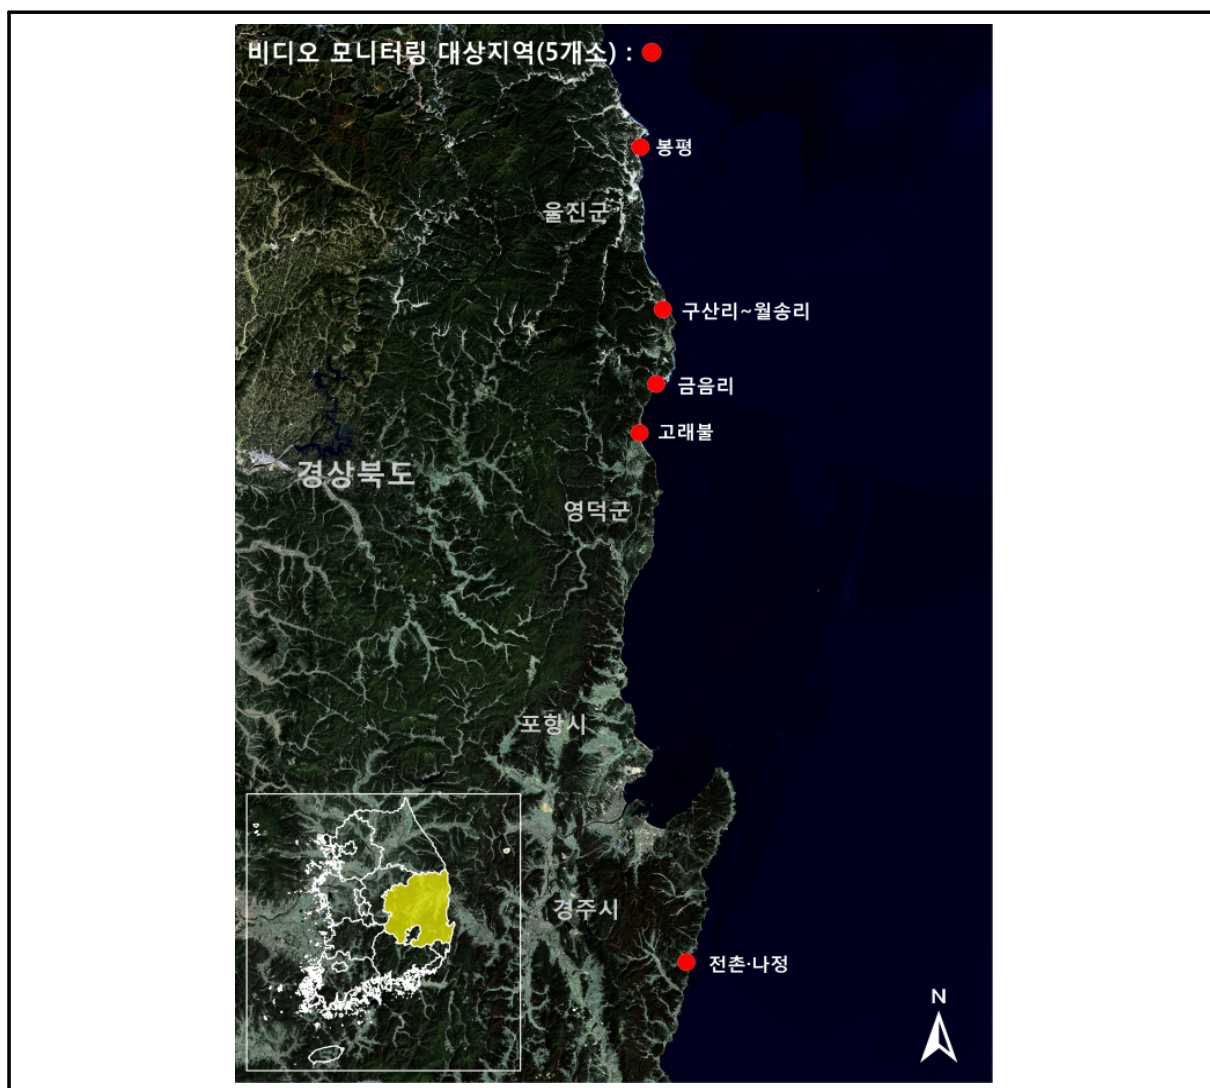 비디오 모니터링 대상지역(5개소) :
봉평
울진군
구산리~월송리
금음리
고래불
경상북도
영덕군
포항시
경주시
전촌·나정
N